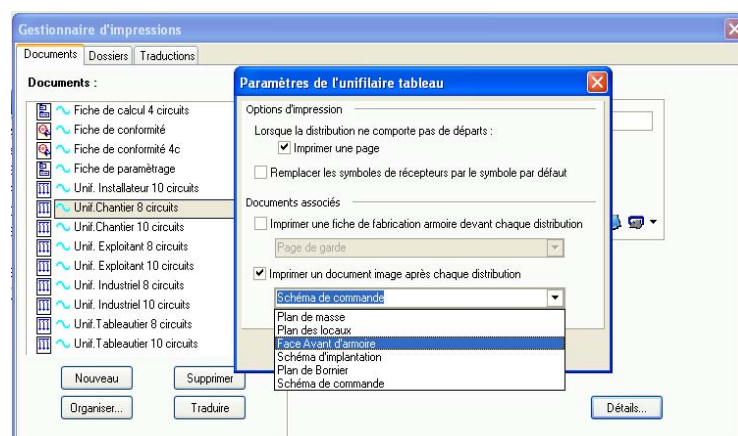 Gestionnaire d'impressions
Documents Dossiers Traductions
Documents :
Fiche de calcul 4 circuits
Fiche de conformité
Fiche de conformité 4c
Fiche de paramètrage
Unif. Installateur 10 circuits
Unif.Chantier 8 circuits
Unif.Chantier 10 circuits
Unif. Exploitant 8 circuits
Unif. Exploitant 10 circuits
Unif. Industriel 8 circuits
Unif. Industriel 10 circuits
Unif.Tableautier 8 circuits
Unif.Tableautier 10 circuits
Nouveau Supprimer
Organiser... Traduire
Paramètres de l'unifilaire tableau
Options d'impression
Lorsque la distribution ne comporte pas de départs :
Imprimer une page
Remplacer les symboles de récepteurs par le symbole par défaut
Documents associés
Imprimer une fiche de fabrication armoire devant chaque distribution
Page de garde
Imprimer un document image après chaque distribution
Schéma de commande
Plan de masse
Plan des locaux
Face Avant d'armoire
Schéma d'implantation
Plan de Bornier
Schéma de commande
Détails...